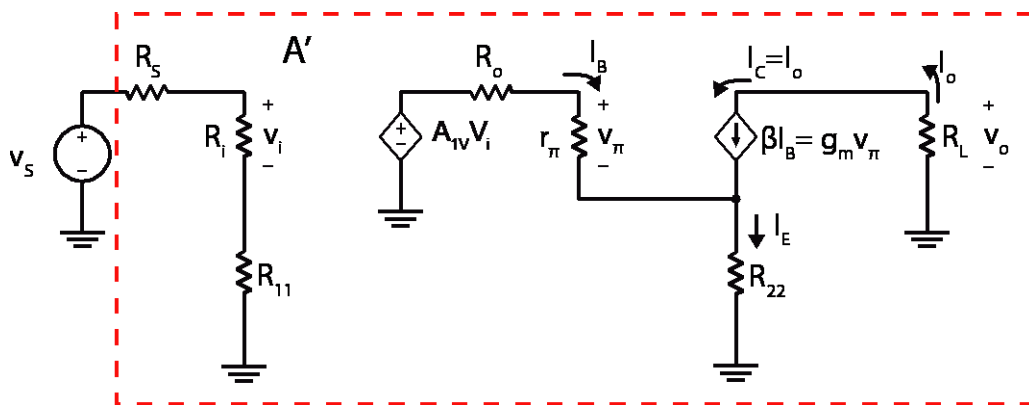 A'
R_S
+
R_i
v_i
−
v_S
+
−
R_11
R_o
I_B
+
−
A_1V V_i
r_π
+
v_π
−
I_C=I_o
βI_B= g_m v_π
I_E
R_22
I_o
+
R_L
v_o
−